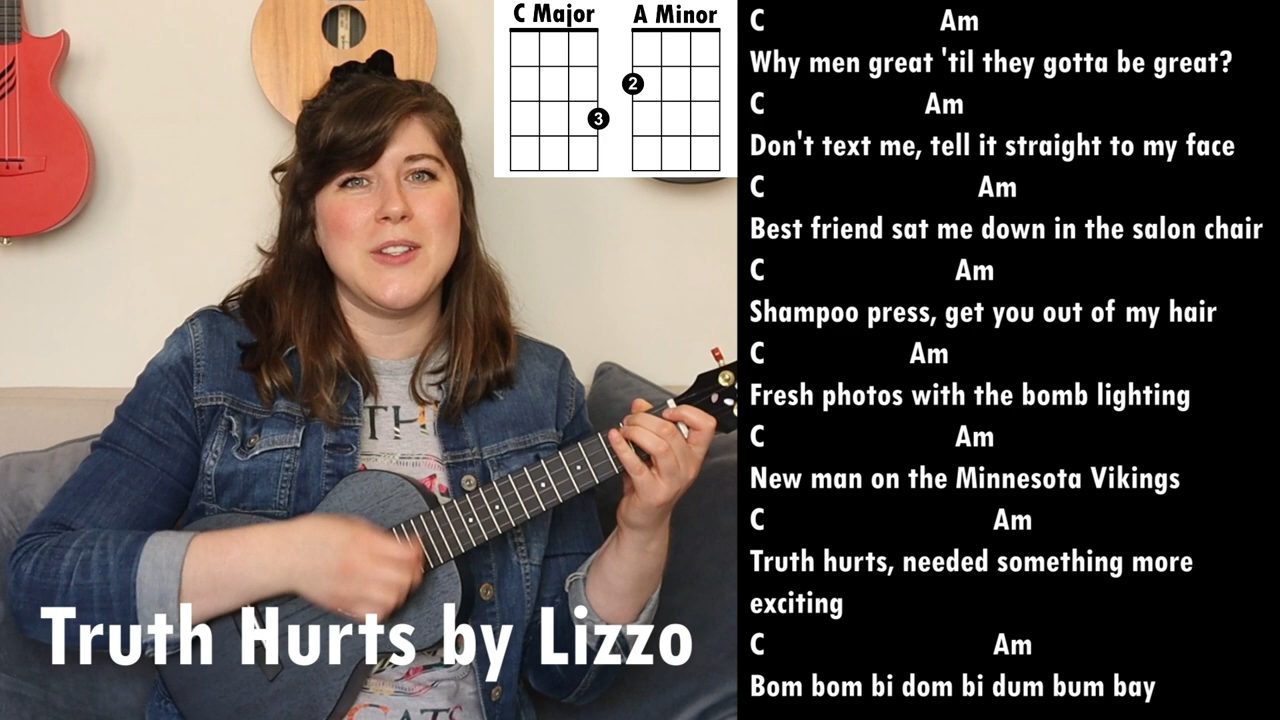 C Major A Minor
3 2
Truth Hurts by Lizzo
C Am
Why men great 'til they gotta be great?
C Am
Don't text me, tell it straight to my face
C Am
Best friend sat me down in the salon chair
C Am
Shampoo press, get you out of my hair
C Am
Fresh photos with the bomb lighting
C Am
New man on the Minnesota Vikings
C Am
Truth hurts, needed something more
exciting
C Am
Bom bom bi dom bi dum bum bay